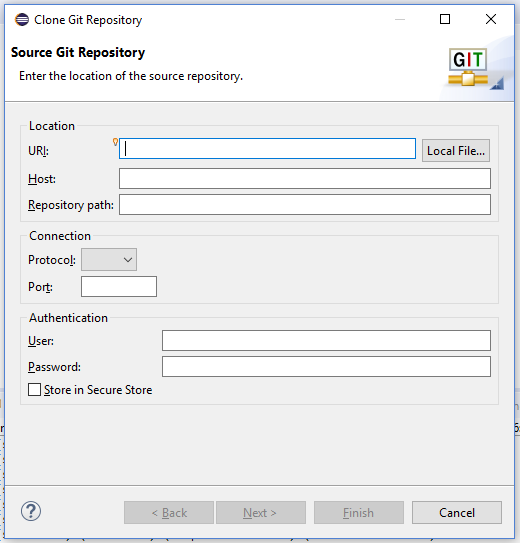 Clone Git Repository
Source Git Repository
Enter the location of the source repository.
GIT
Location
URI:
Local File...
Host:
Repository path:
Connection
Protocol:
Port:
Authentication
User:
Password:
Store in Secure Store
?
< Back
Next >
Finish
Cancel